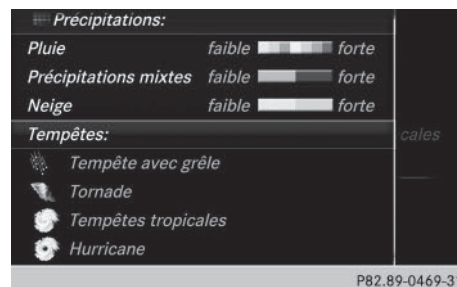 Précipitations:
Pluie faible forte
Précipitations mixtes faible forte
Neige faible forte
Tempêtes:
cales
Tempête avec grêle
Tornade
Tempêtes tropicales
Hurricane
P82.89-0469-31